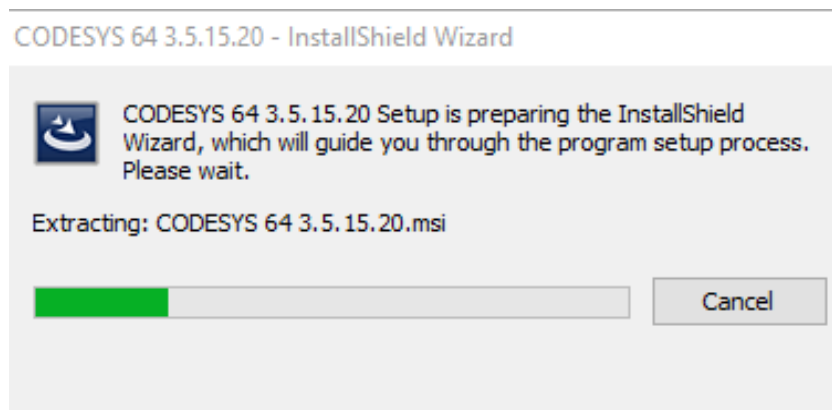 CODESYS 64 3.5.15.20 - InstallShield Wizard
CODESYS 64 3.5.15.20 Setup is preparing the InstallShield
Wizard, which will guide you through the program setup process.
Please wait.
Extracting: CODESYS 64 3.5.15.20.msi
Cancel